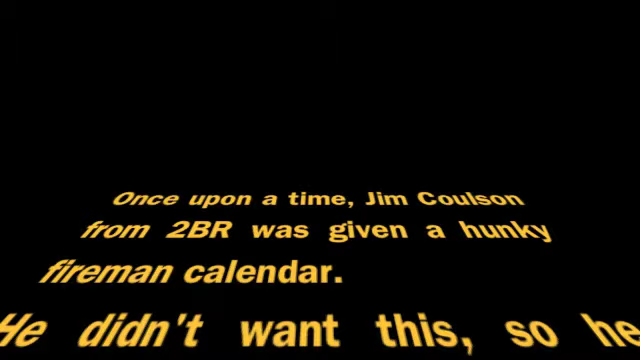 Once upon a time, Jim Coulson
from 2BR was given a hunky
fireman calendar.
He didn't want this, so he